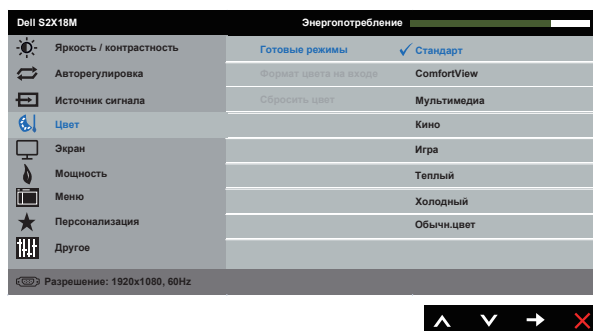 Dell S2X18M Энергопотребление
Яркость / контрастность Готовые режимы Стандарт
Авторегулировка Формат цвета на входе ComfortView
Источник сигнала Сбросить цвет Мультимедиа
Цвет Кино
Экран Игра
Мощность Теплый
Меню Холодный
Персонализация Обычн.цвет
Другое
Разрешение: 1920x1080, 60Hz